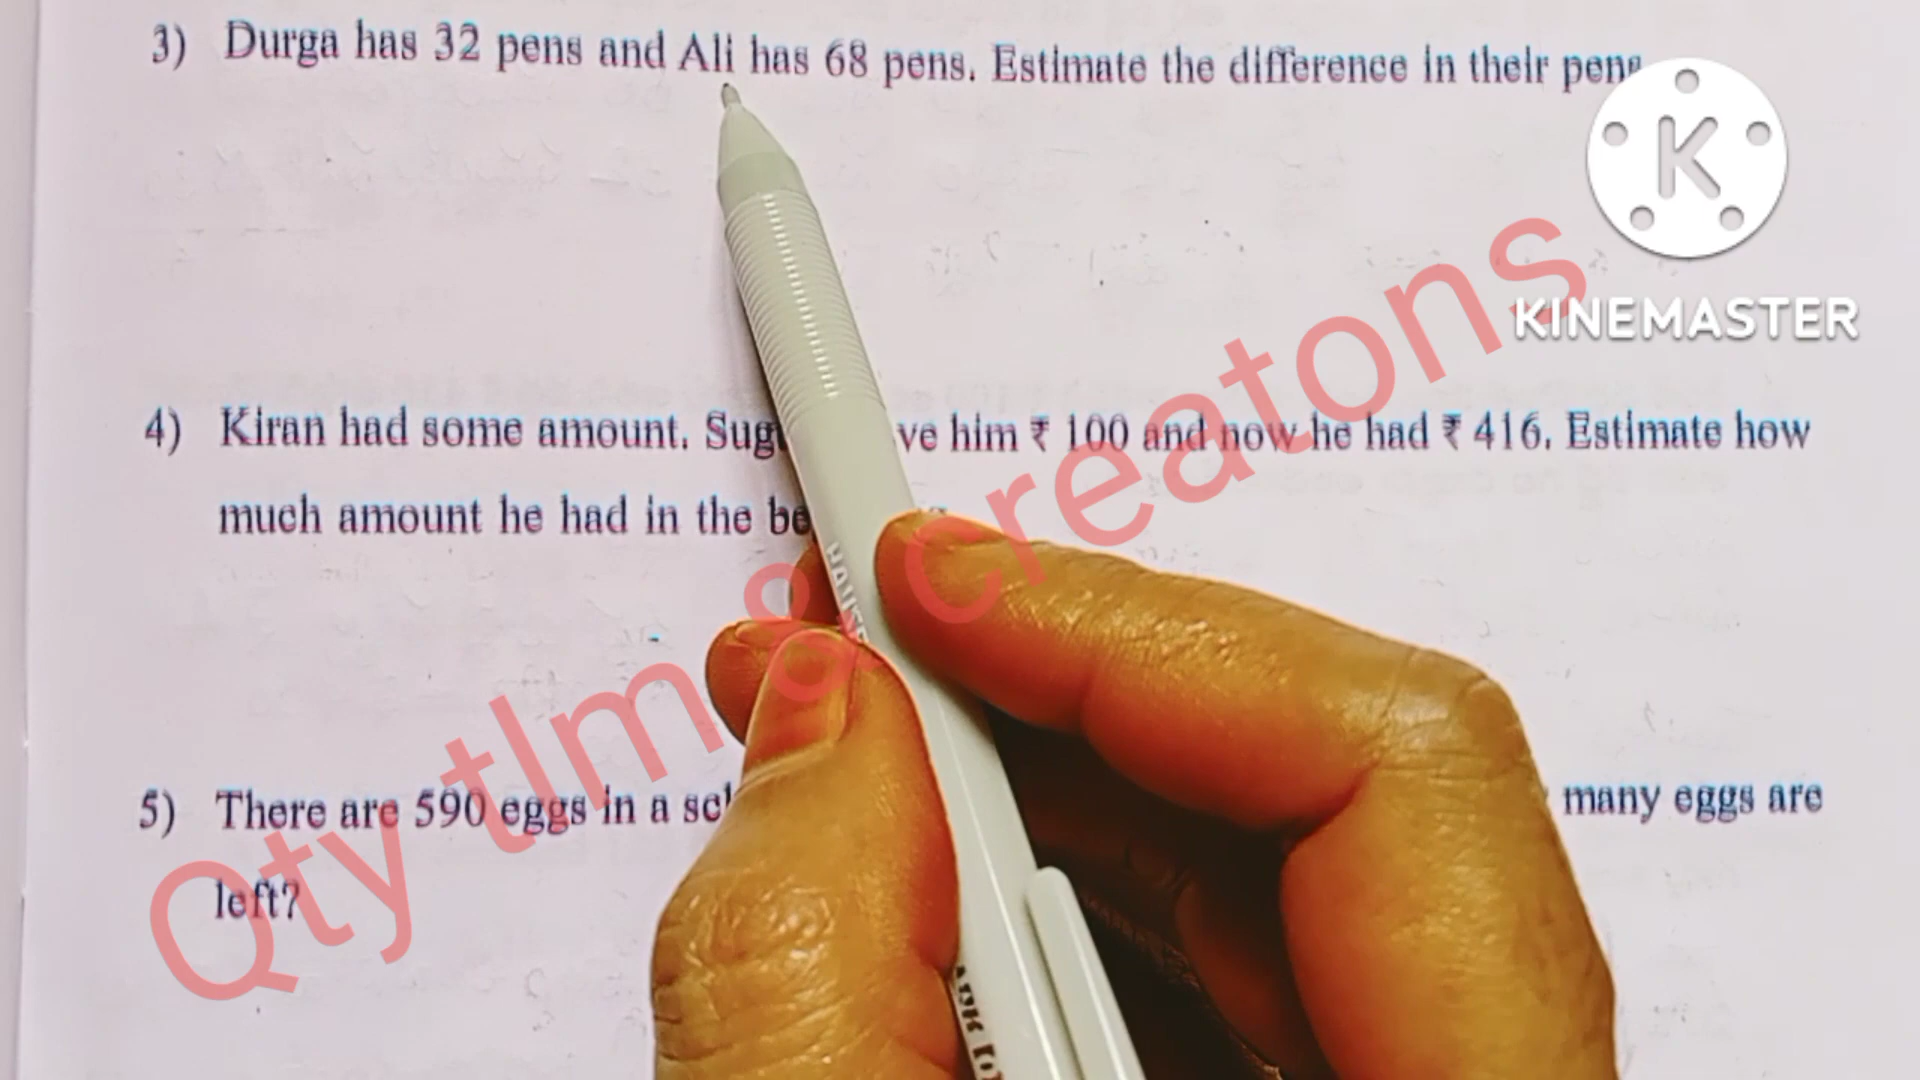 3) Durga has 32 pens and Ali has 68 pens. Estimate the difference in their pens
K
KINEMASTER
4) Kiran had some amount. him ₹ 100 and now he had ₹ 416. Estimate how
much amount he had in the
5) There are 590 eggs in a many eggs are
left?
Qty tlm & creatons